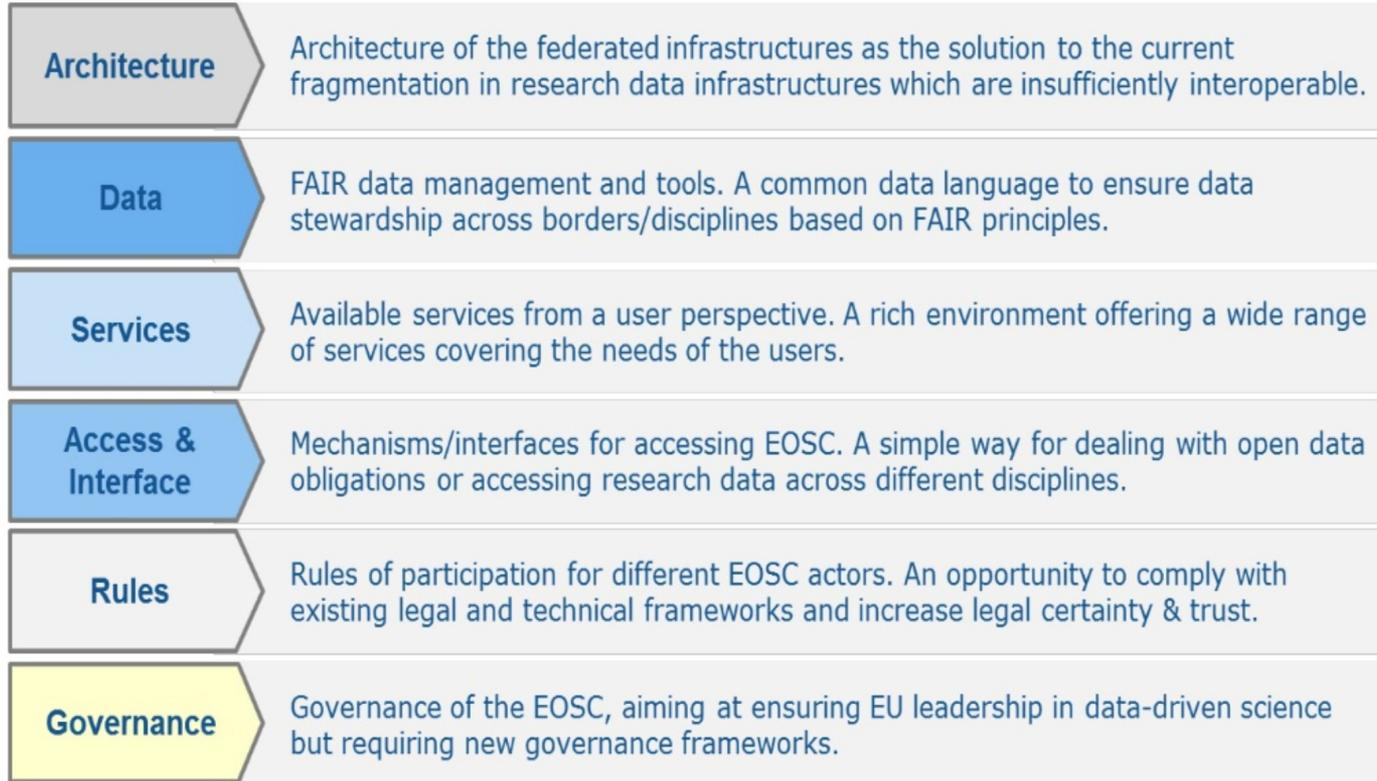 Architecture
Architecture of the federated infrastructures as the solution to the current
fragmentation in research data infrastructures which are insufficiently interoperable.
Data
FAIR data management and tools. A common data language to ensure data
stewardship across borders/disciplines based on FAIR principles.
Services
Available services from a user perspective. A rich environment offering a wide range
of services covering the needs of the users.
Access &
Interface
Mechanisms/interfaces for accessing EOSC. A simple way for dealing with open data
obligations or accessing research data across different disciplines.
Rules
Rules of participation for different EOSC actors. An opportunity to comply with
existing legal and technical frameworks and increase legal certainty & trust.
Governance
Governance of the EOSC, aiming at ensuring EU leadership in data-driven science
but requiring new governance frameworks.